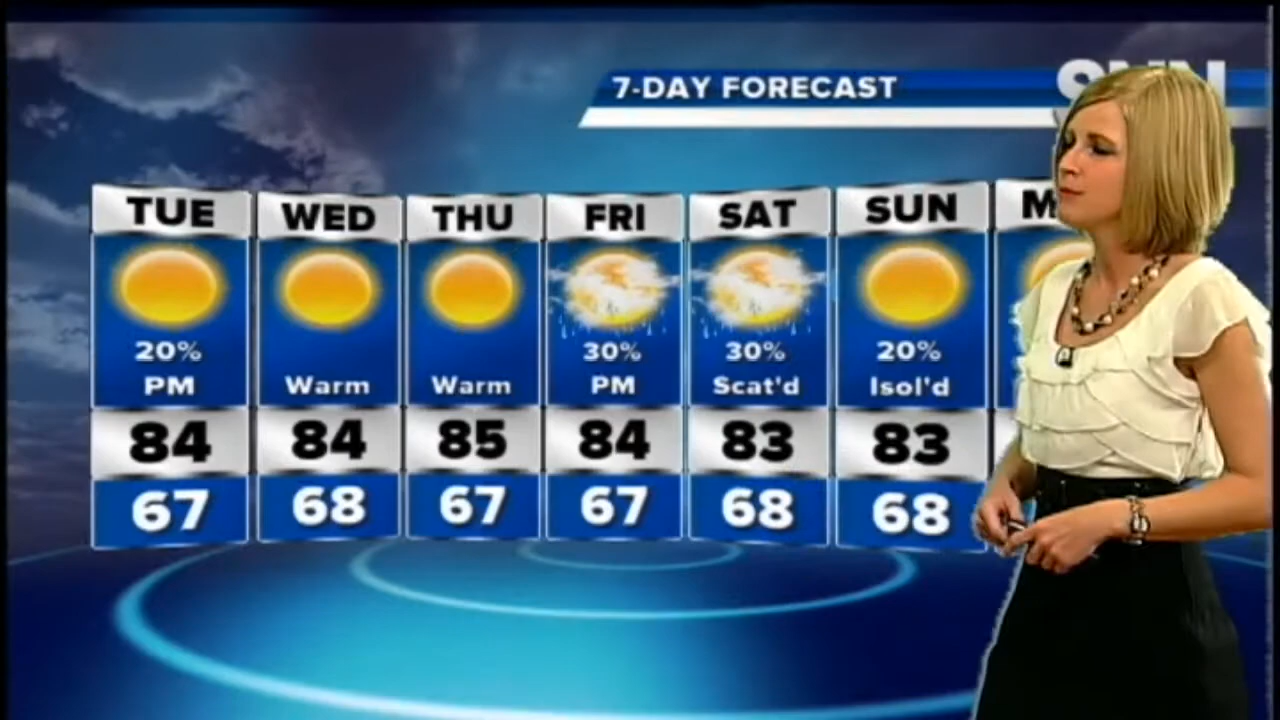 7-DAY FORECAST
TUE WED THU FRI SAT SUN
20% 30% 30% 20%
PM Warm Warm PM Scat'd Isol'd
84 84 85 84 83 83
67 68 67 67 68 68